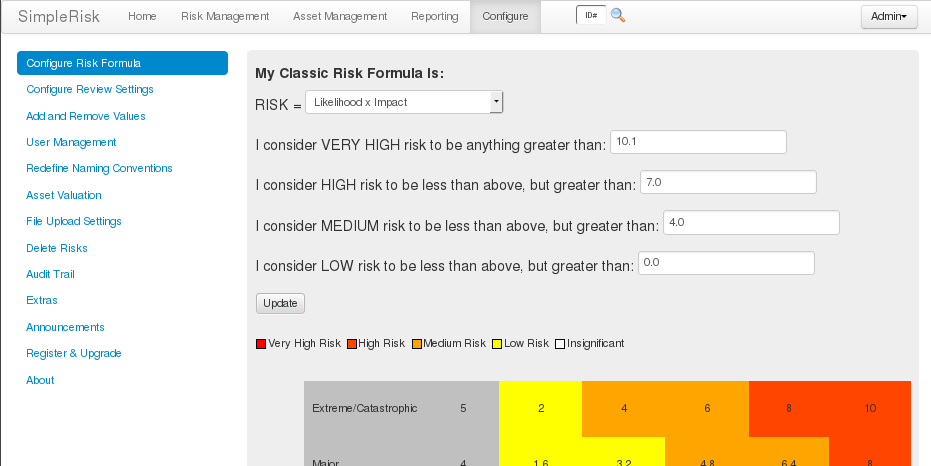 SimpleRisk Home Risk Management Asset Management Reporting Configure ID# Admin
Configure Risk Formula
Configure Review Settings
Add and Remove Values
User Management
Redefine Naming Conventions
Asset Valuation
File Upload Settings
Delete Risks
Audit Trail
Extras
Announcements
Register & Upgrade
About
My Classic Risk Formula Is:
RISK = Likelihood x Impact
I consider VERY HIGH risk to be anything greater than: 10.1
I consider HIGH risk to be less than above, but greater than: 7.0
I consider MEDIUM risk to be less than above, but greater than: 4.0
I consider LOW risk to be less than above, but greater than: 0.0
Update
Very High Risk High Risk Medium Risk Low Risk Insignificant
Extreme/Catastrophic 5 2 4 6 8 10
Major 4 1.6 3.2 4.8 6.4 8